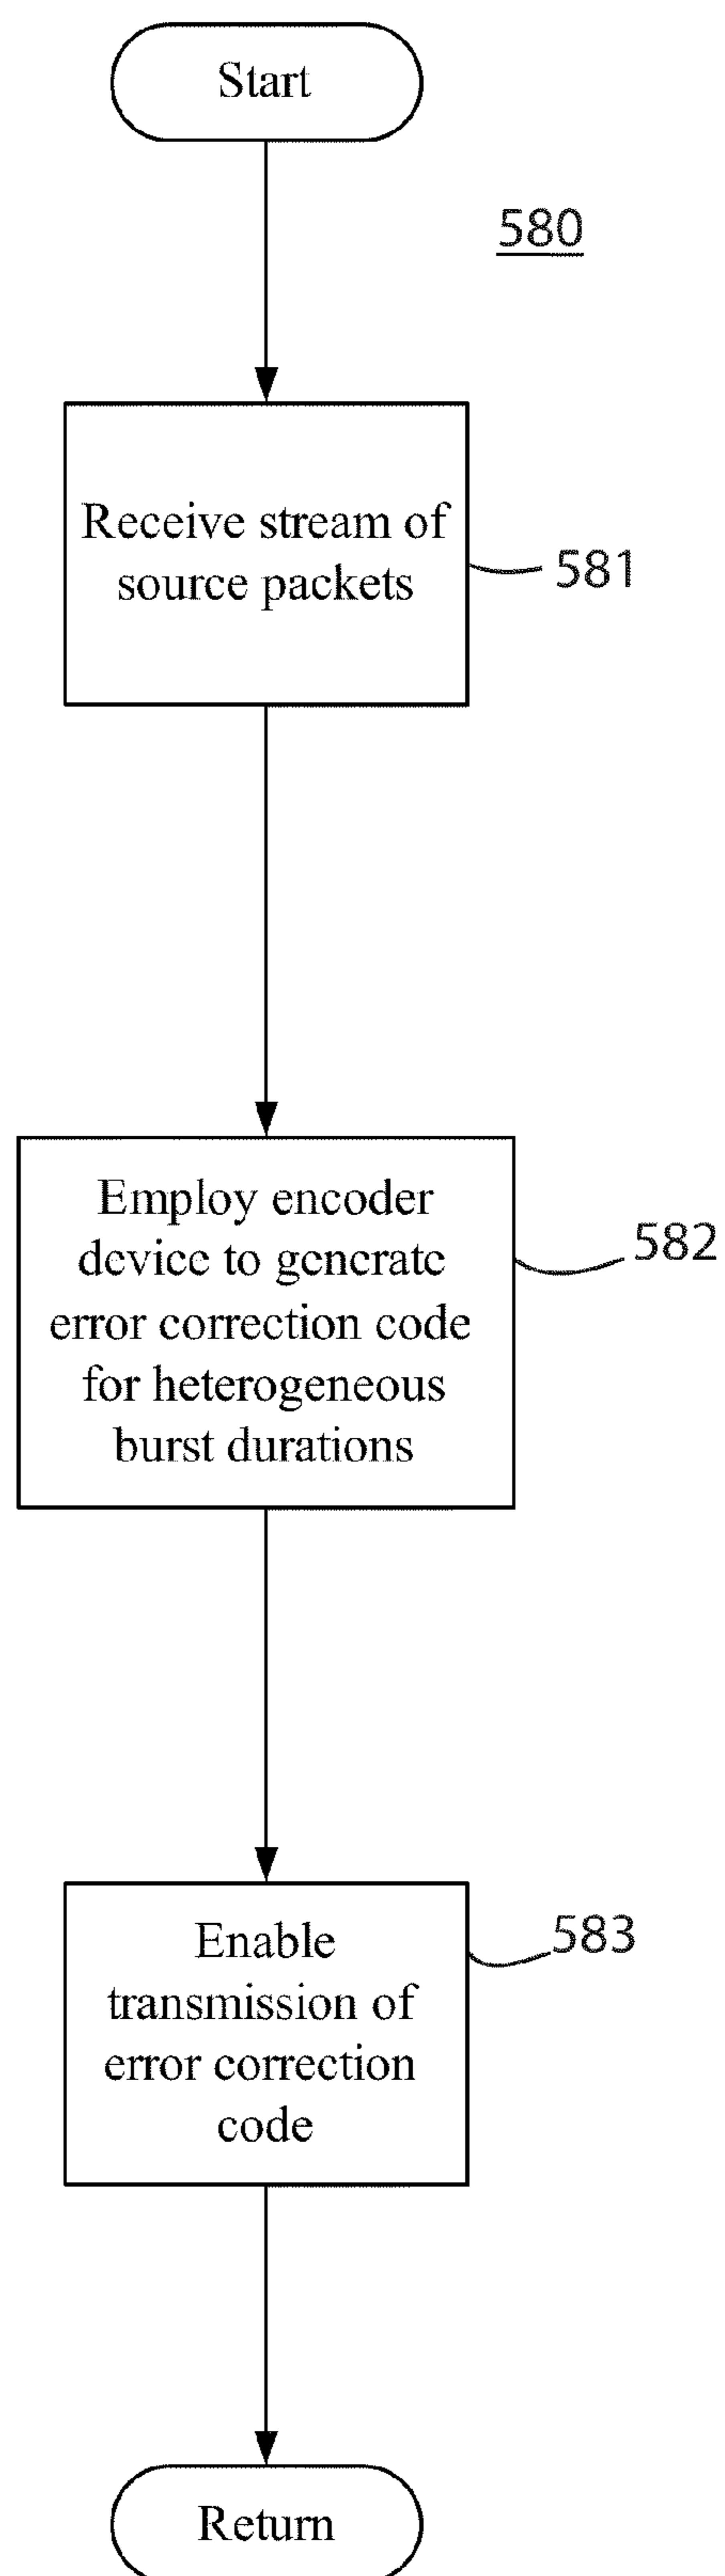 Start
580
Receive stream of
source packets
581
Employ encoder
device to generate
error correction code
for heterogeneous
burst durations
582
Enable
transmission of
error correction
code
583
Return